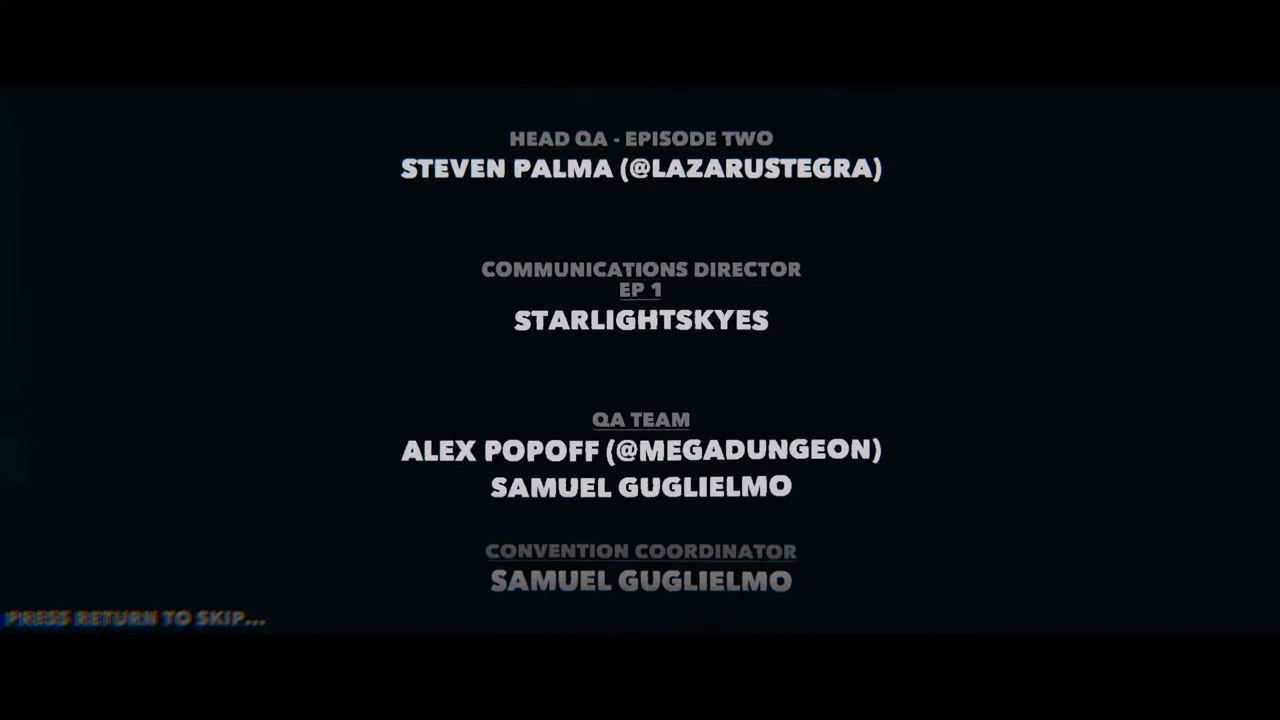 HEAD QA - EPISODE TWO
STEVEN PALMA (@LAZARUSTEGRA)
COMMUNICATIONS DIRECTOR
EP 1
STARLIGHTSKYES
QA TEAM
ALEX POPOFF (@MEGADUNGEON)
SAMUEL GUGLIELMO
CONVENTION COORDINATOR
SAMUEL GUGLIELMO
PRESS RETURN TO SKIP...